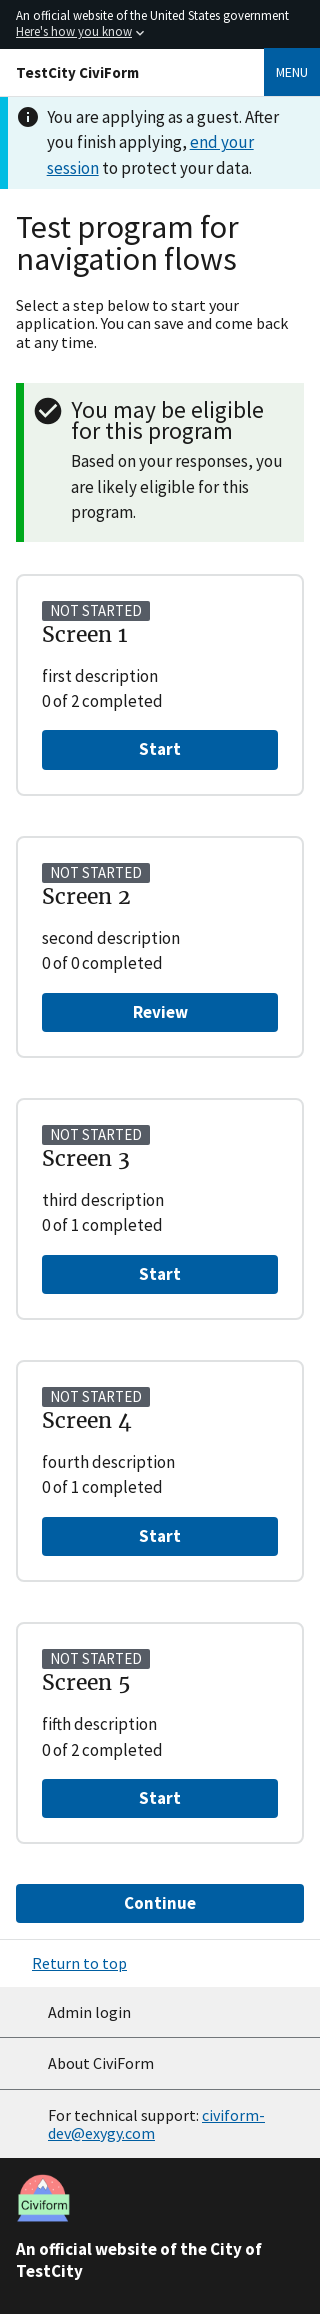 An official website of the United States government
Here's how you know
TestCity CiviForm
MENU
You are applying as a guest. After
you finish applying, end your
session to protect your data.
Test program for
navigation flows
Select a step below to start your
application. You can save and come back
at any time.
You may be eligible
for this program
Based on your responses, you
are likely eligible for this
program.
NOT STARTED
Screen 1
first description
0 of 2 completed
Start
NOT STARTED
Screen 2
second description
0 of 0 completed
Review
NOT STARTED
Screen 3
third description
0 of 1 completed
Start
NOT STARTED
Screen 4
fourth description
0 of 1 completed
Start
NOT STARTED
Screen 5
fifth description
0 of 2 completed
Start
Continue
Return to top
Admin login
About CiviForm
For technical support: civiform-
dev@exygy.com
Civiform
An official website of the City of
TestCity